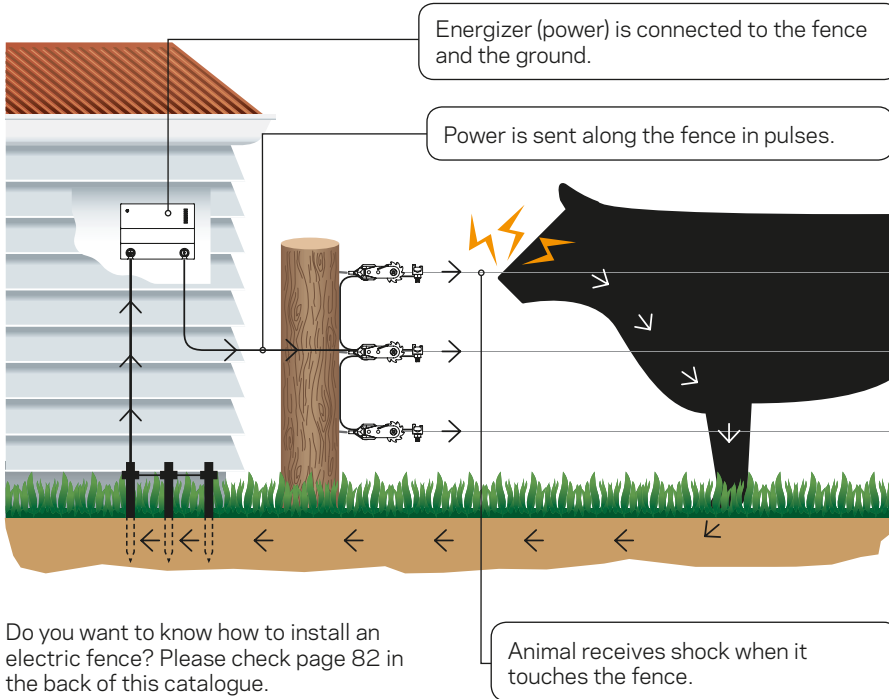 Energizer (power) is connected to the fence
and the ground.
Power is sent along the fence in pulses.
Do you want to know how to install an
electric fence? Please check page 82 in
the back of this catalogue.
Animal receives shock when it
touches the fence.